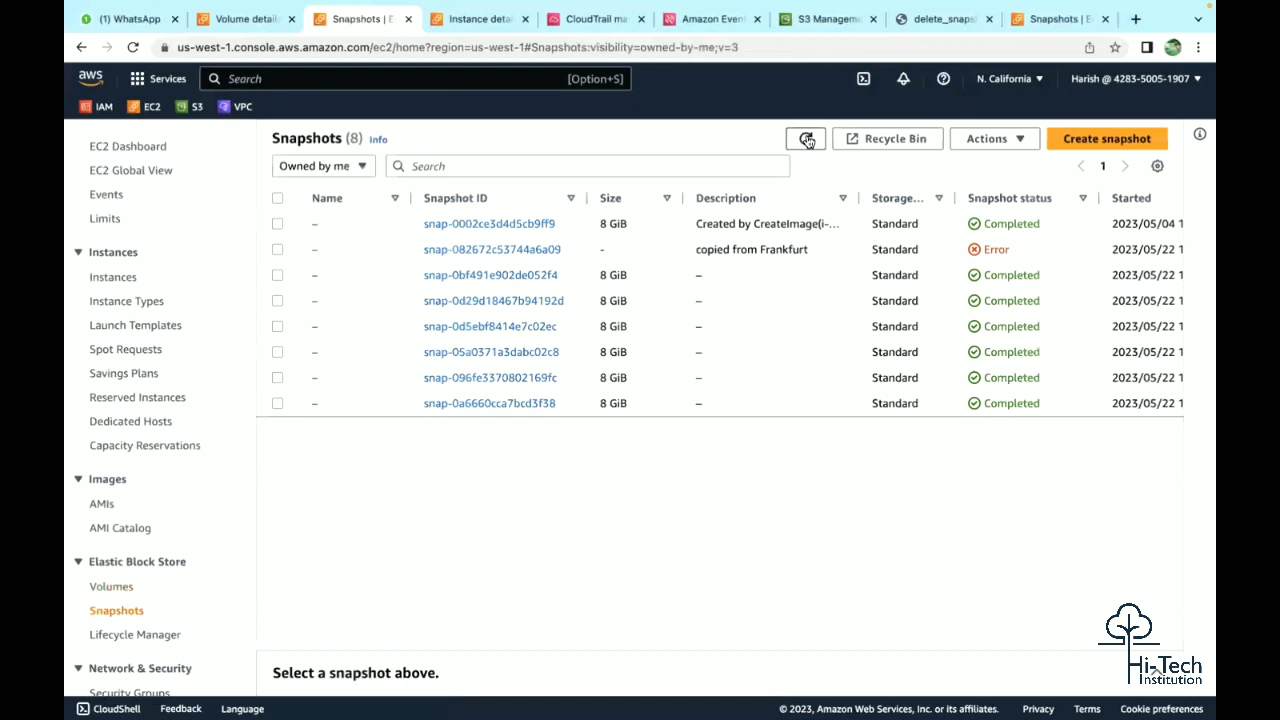 (1) WhatsApp
Volume detail
Snapshots | E
Instance deta
CloudTrail ma
Amazon Even
S3 Manageme
delete_snaps
Snapshots | E
us-west-1.console.aws.amazon.com/ec2/home?region=us-west-1#Snapshots:visibility=owned-by-me;v=3
aws Services Search [Option+S] N. California Harish @ 4283-5005-1907
IAM EC2 S3 VPC
EC2 Dashboard
EC2 Global View
Events
Limits
Instances
Instances
Instance Types
Launch Templates
Spot Requests
Savings Plans
Reserved Instances
Dedicated Hosts
Capacity Reservations
Images
AMIs
AMI Catalog
Elastic Block Store
Volumes
Snapshots
Lifecycle Manager
Network & Security
Security Groups
Snapshots (8) Info Recycle Bin Actions Create snapshot
Owned by me Search 1
Name Snapshot ID Size Description Storage... Snapshot status Started
– snap-0002ce3d4d5cb9ff9 8 GiB Created by CreateImage(i-... Standard Completed 2023/05/04 1
– snap-082672c53744a6a09 - copied from Frankfurt Standard Error 2023/05/22 1
– snap-0bf491e902de052f4 8 GiB – Standard Completed 2023/05/22 1
– snap-0d29d18467b94192d 8 GiB – Standard Completed 2023/05/22 1
– snap-0d5ebf8414e7c02ec 8 GiB – Standard Completed 2023/05/22 1
– snap-05a0371a3dabc02c8 8 GiB – Standard Completed 2023/05/22 1
– snap-096fe3370802169fc 8 GiB – Standard Completed 2023/05/22 1
– snap-0a6660cca7bcd3f38 8 GiB – Standard Completed 2023/05/22 1
Select a snapshot above.
Hi-Tech
Institution
CloudShell Feedback Language © 2023, Amazon Web Services, Inc. or its affiliates. Privacy Terms Cookie preferences